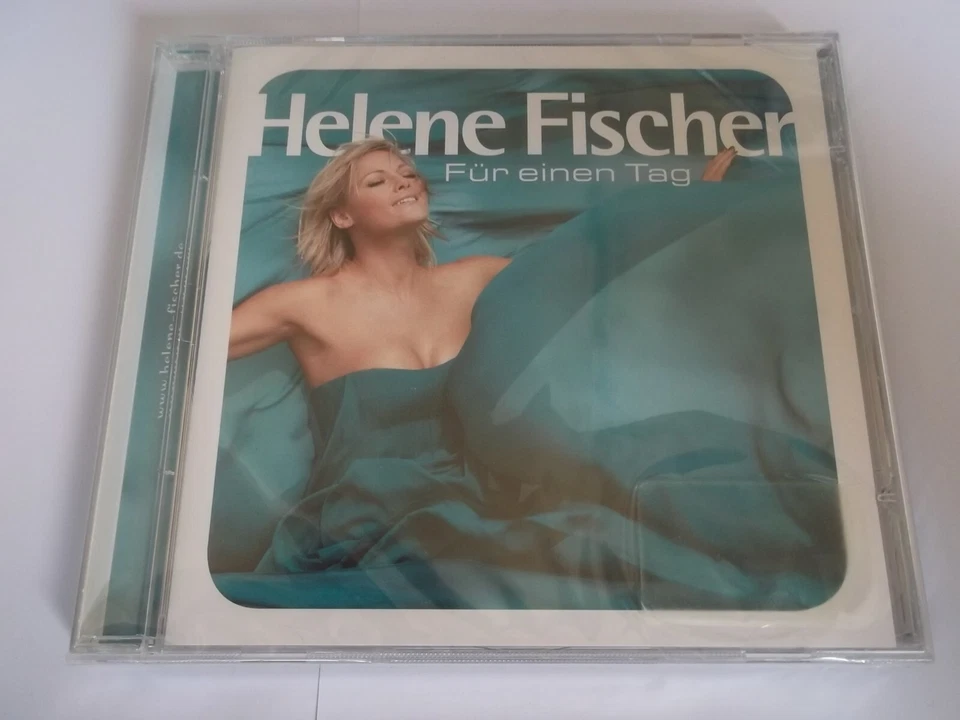 Helene Fischer
Für einen Tag
www.helene-fischer.de